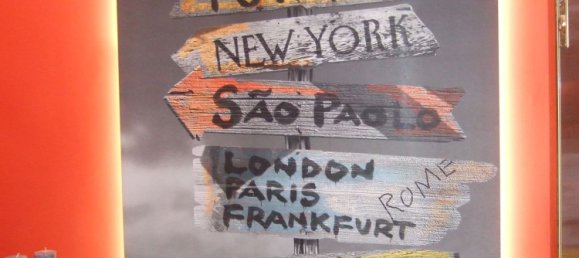 NEW YORK
SÃO PAOLO
LONDON
PARIS
FRANKFURT
ROME